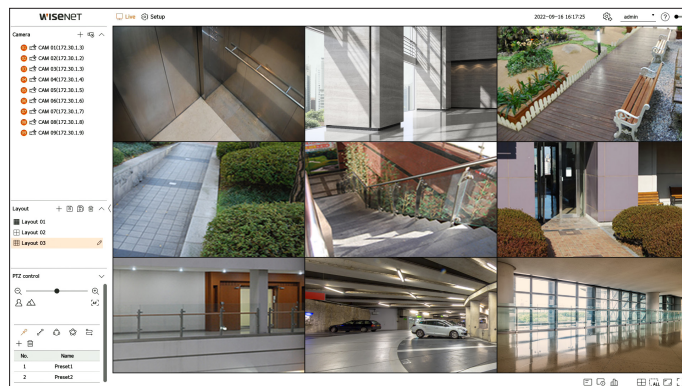 WISENET
Live
Setup
2022-09-16 16:17:25
admin
Camera
CAM 01(172.30.1.2)
CAM 02(172.30.1.2)
CAM 03(172.30.1.3)
CAM 04(172.30.1.4)
CAM 05(172.30.1.5)
CAM 06(172.30.1.6)
CAM 07(172.30.1.7)
CAM 08(172.30.1.8)
CAM 09(172.30.1.9)
Layout
Layout 01
Layout 02
Layout 03
PTZ control
AF
No. Name
1 Preset1
2 Preset2